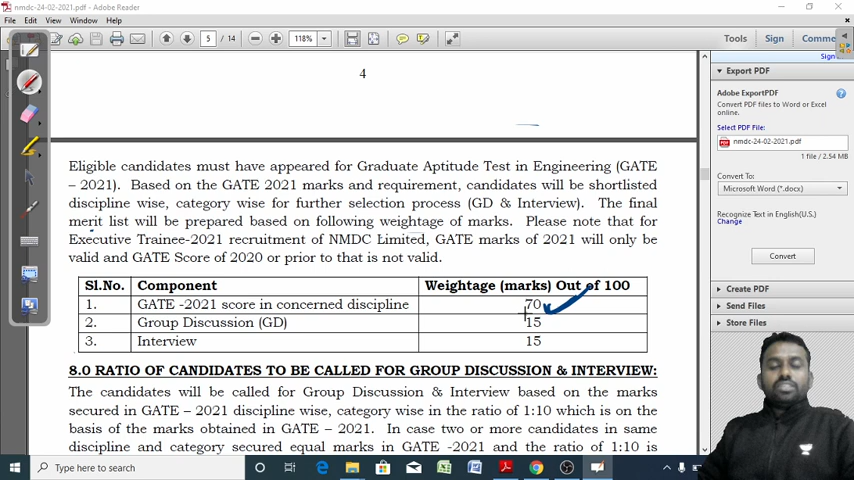 nmdc-24-02-2021.pdf - Adobe Reader
File Edit View Window Help
5 / 14 118% Tools Sign Comme
Sign
4
Export PDF
Adobe ExportPDF
Convert PDF files to Word or Excel
online.
Select PDF File:
nmdc-24-02-2021.pdf
1 file / 2.54 MB
Convert To:
Microsoft Word (*.docx)
Recognize Text in English(U.S.)
Change
Convert
Create PDF
Send Files
Store Files
Eligible candidates must have appeared for Graduate Aptitude Test in Engineering (GATE
– 2021). Based on the GATE 2021 marks and requirement, candidates will be shortlisted
discipline wise, category wise for further selection process (GD & Interview). The final
merit list will be prepared based on following weightage of marks. Please note that for
Executive Trainee-2021 recruitment of NMDC Limited, GATE marks of 2021 will only be
valid and GATE Score of 2020 or prior to that is not valid.
Sl.No. Component Weightage (marks) Out of 100
1. GATE -2021 score in concerned discipline 70
2. Group Discussion (GD) 15
3. Interview 15
8.0 RATIO OF CANDIDATES TO BE CALLED FOR GROUP DISCUSSION & INTERVIEW:
The candidates will be called for Group Discussion & Interview based on the marks
secured in GATE – 2021 discipline wise, category wise in the ratio of 1:10 which is on the
basis of the marks obtained in GATE – 2021. In case two or more candidates in same
discipline and category secured equal marks in GATE -2021 and the ratio of 1:10 is
Type here to search